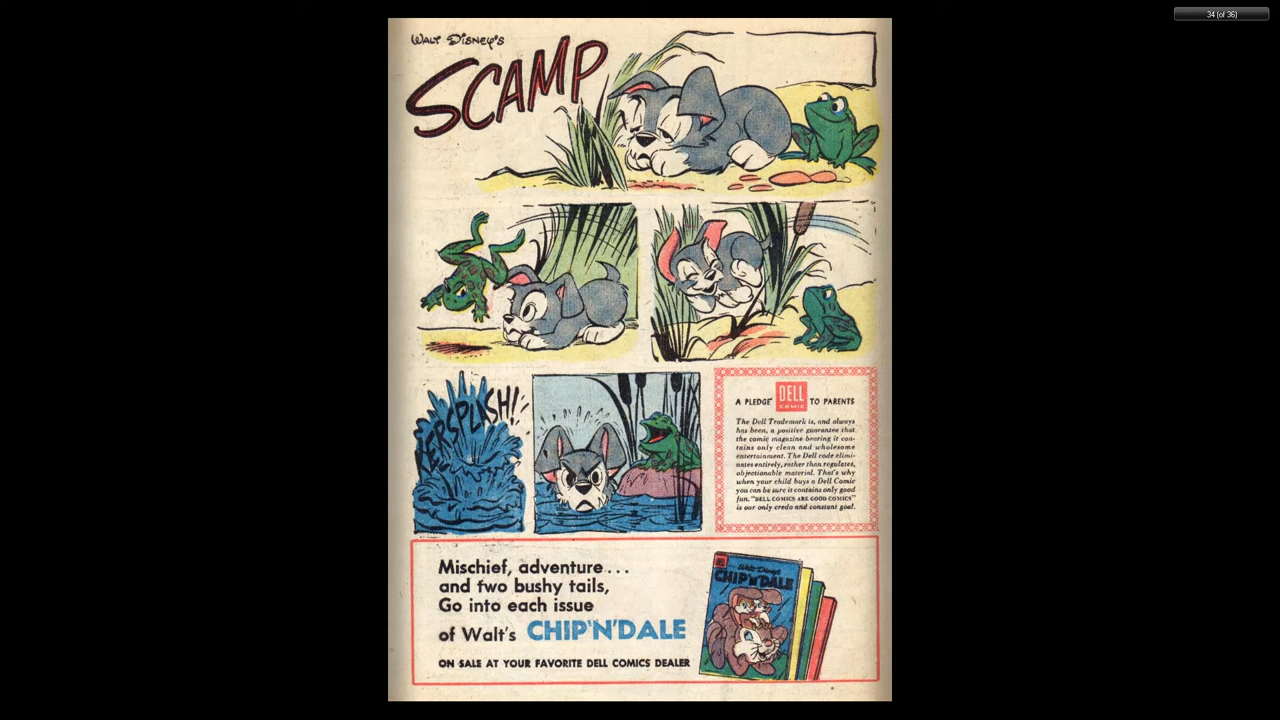 34 (of 36)
WALT DISNEY'S
SCAMP
KERSPLASH!
A PLEDGE DELL COMIC TO PARENTS
The Dell Trademark is, and always
has been, a positive guarantee that
the comic magazine bearing it con-
tains only clean and wholesome
entertainment. The Dell code elimi-
nates entirely, rather than regulates,
objectionable material. That's why
when your child buys a Dell Comic
you can be sure it contains only good
fun. "DELL COMICS ARE GOOD COMICS"
is our only credo and constant goal.
Mischief, adventure...
and two bushy tails,
Go into each issue
of Walt's CHIP'N'DALE
ON SALE AT YOUR FAVORITE DELL COMICS DEALER
Walt Disney's
CHIP'N'DALE